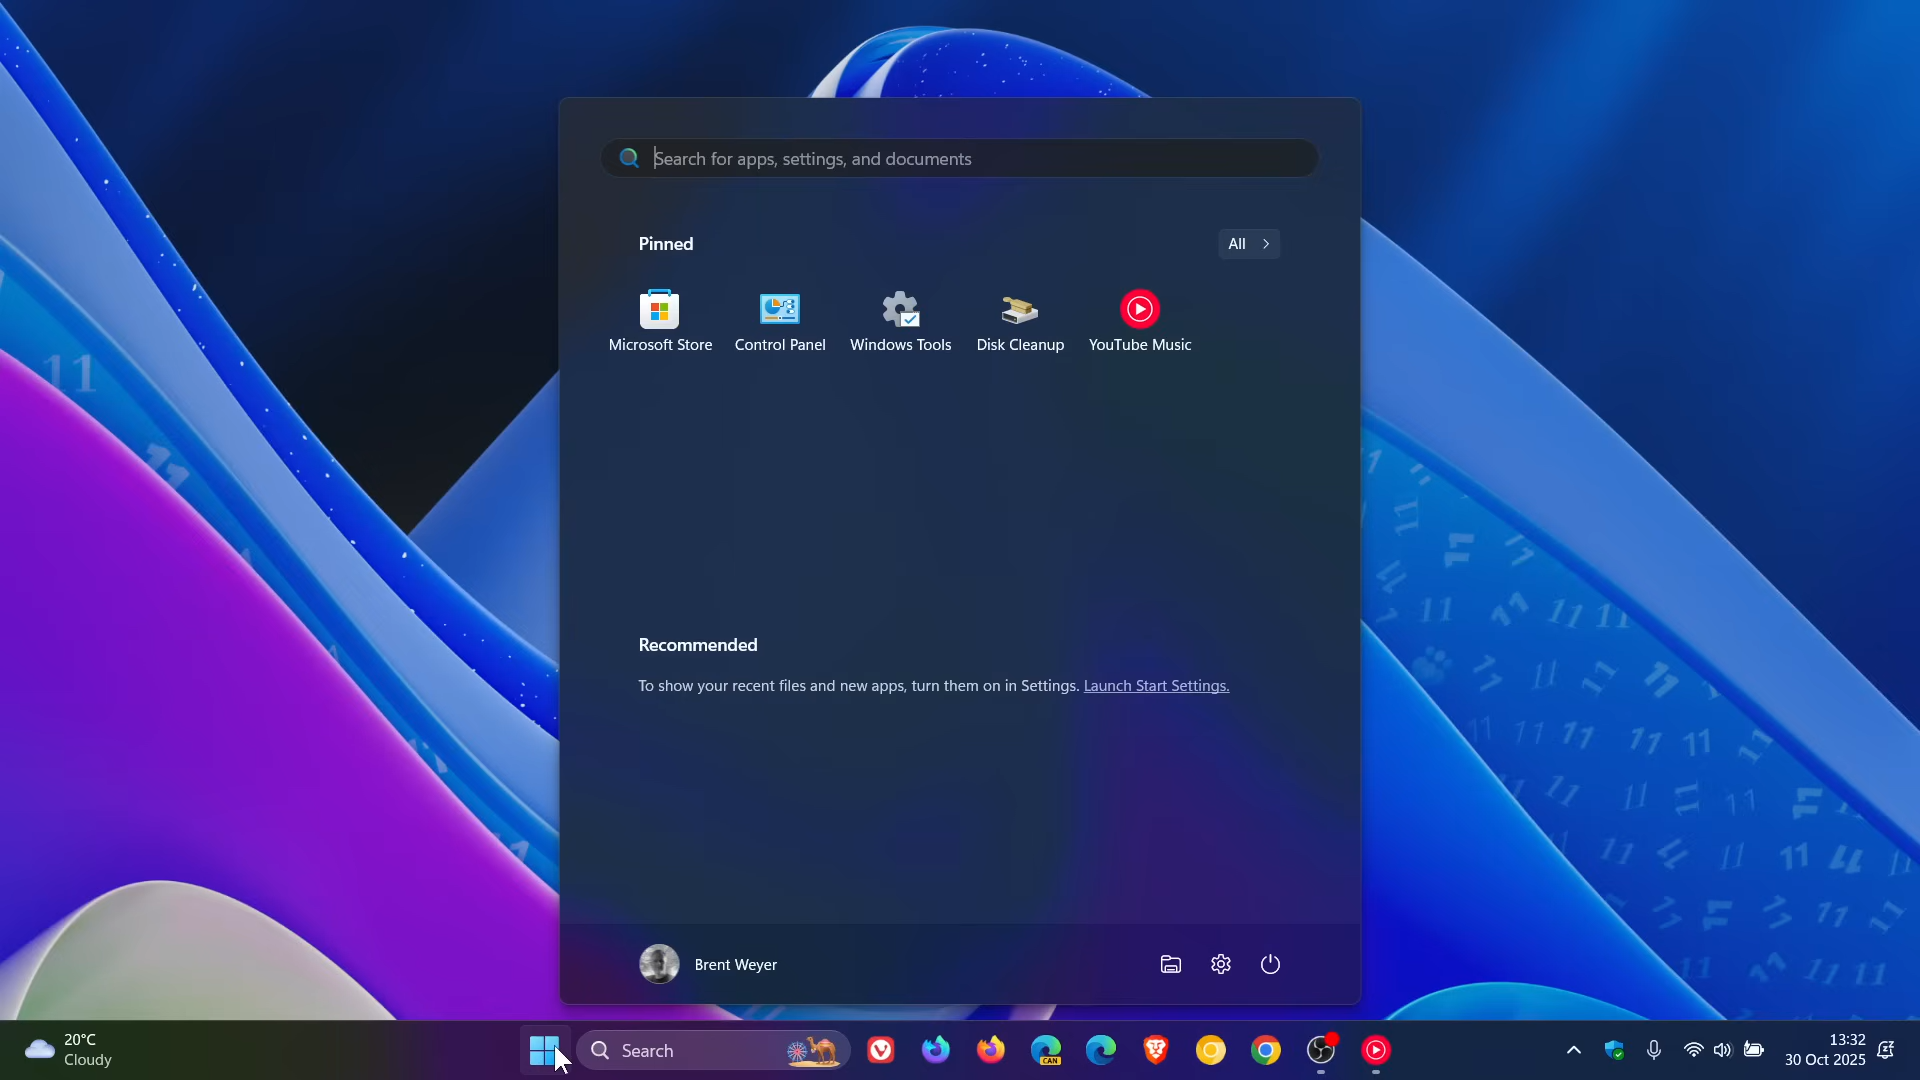 Search for apps, settings, and documents
Pinned
All
Microsoft Store
Control Panel
Windows Tools
Disk Cleanup
YouTube Music
Recommended
To show your recent files and new apps, turn them on in Settings. Launch Start Settings.
Brent Weyer
20°C
Cloudy
Search
CAN
13:32
30 Oct 2025
11